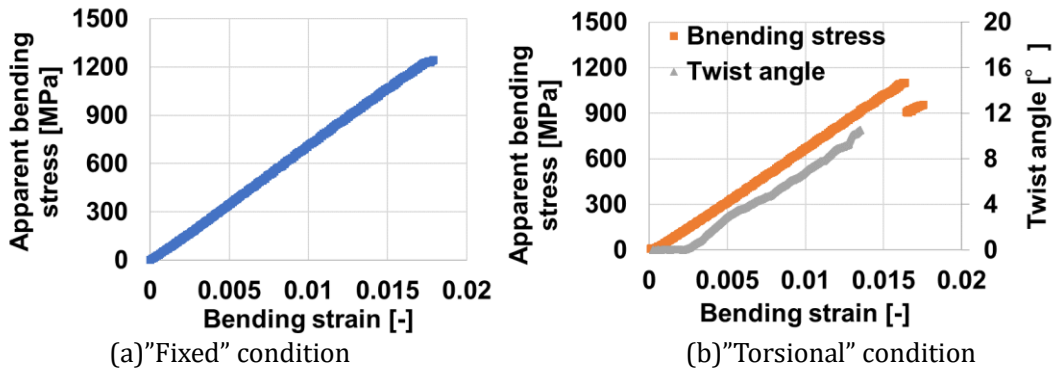 Apparent bending
stress [MPa]
1500
1200
900
600
300
0
0 0.005 0.01 0.015 0.02
Bending strain [-]
(a)”Fixed” condition
Apparent bending
stress [MPa]
1500
1200
900
600
300
0
Bnending stress
Twist angle
20
16
12
8
4
0
Twist angle[° ]
0 0.005 0.01 0.015 0.02
Bending strain [-]
(b)”Torsional” condition